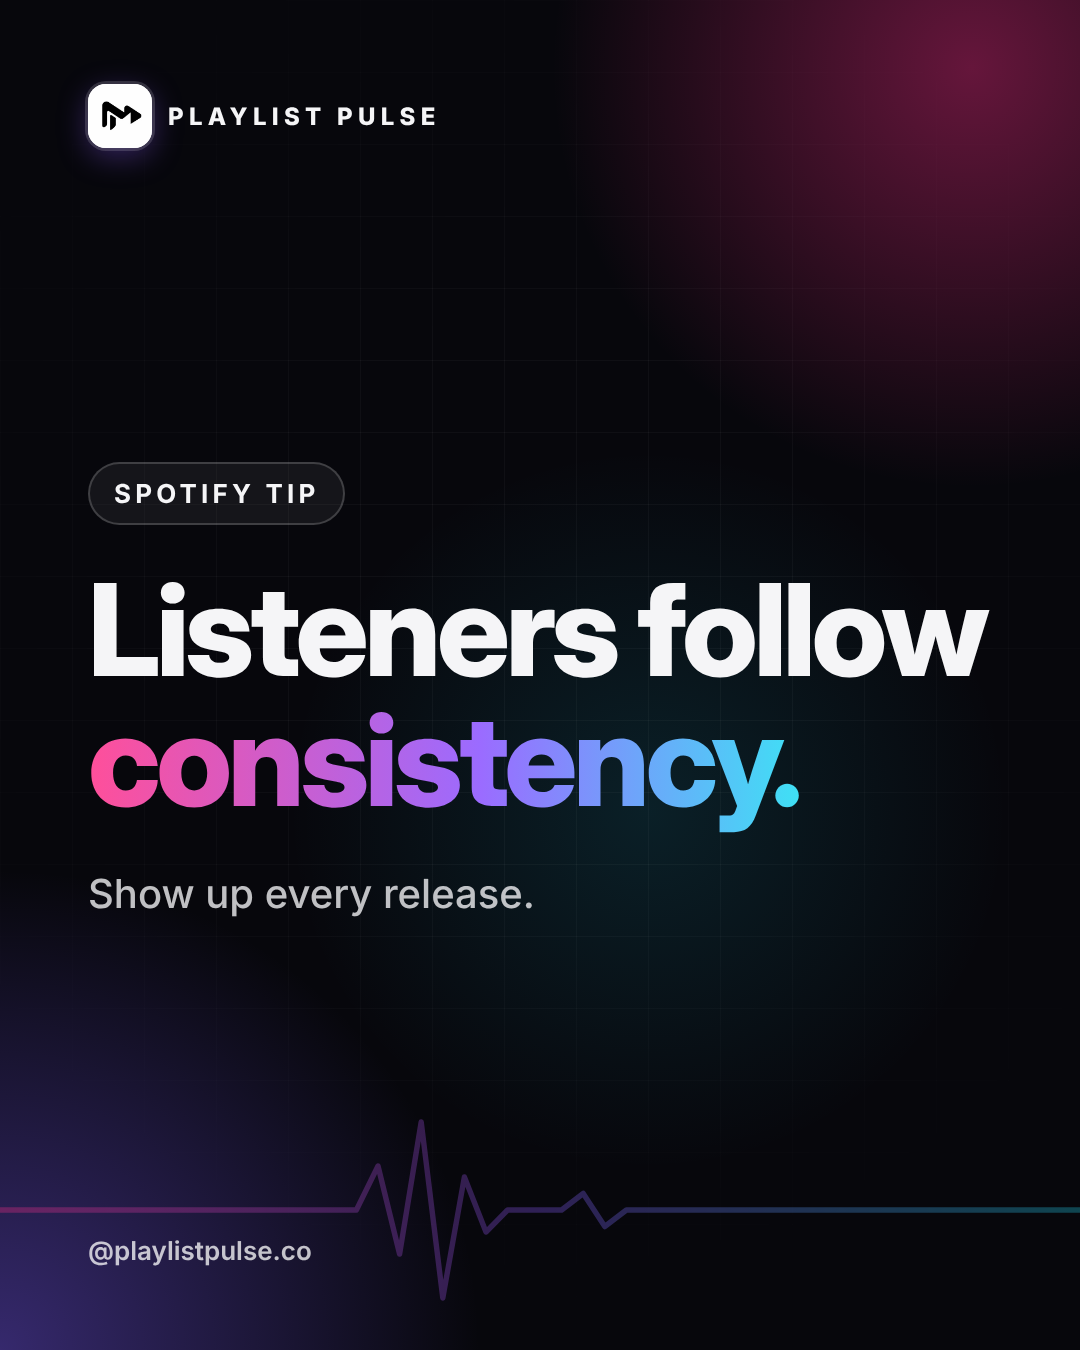 PLAYLIST PULSE
SPOTIFY TIP
Listeners follow
consistency.
Show up every release.
@playlistpulse.co